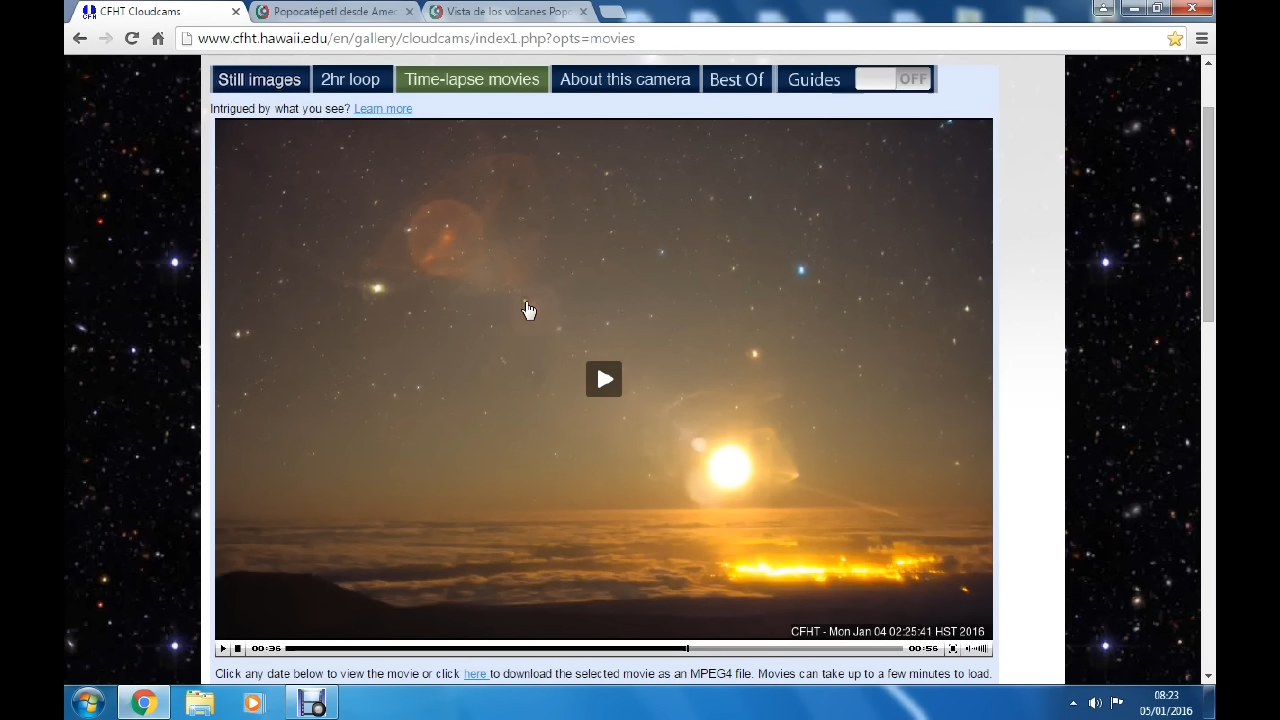 CFHT Cloudcams
Popocatépetl desde Amer
Vista de los volcanes Popo
www.cfht.hawaii.edu/en/gallery/cloudcams/index1.php?opts=movies
Still images 2hr loop Time-lapse movies About this camera Best Of Guides OFF
Intrigued by what you see? Learn more
CFHT - Mon Jan 04 02:25:41 HST 2016
00:36 00:56
Click any date below to view the movie or click here to download the selected movie as an MPEG4 file. Movies can take up to a few minutes to load.
08:23
05/01/2016